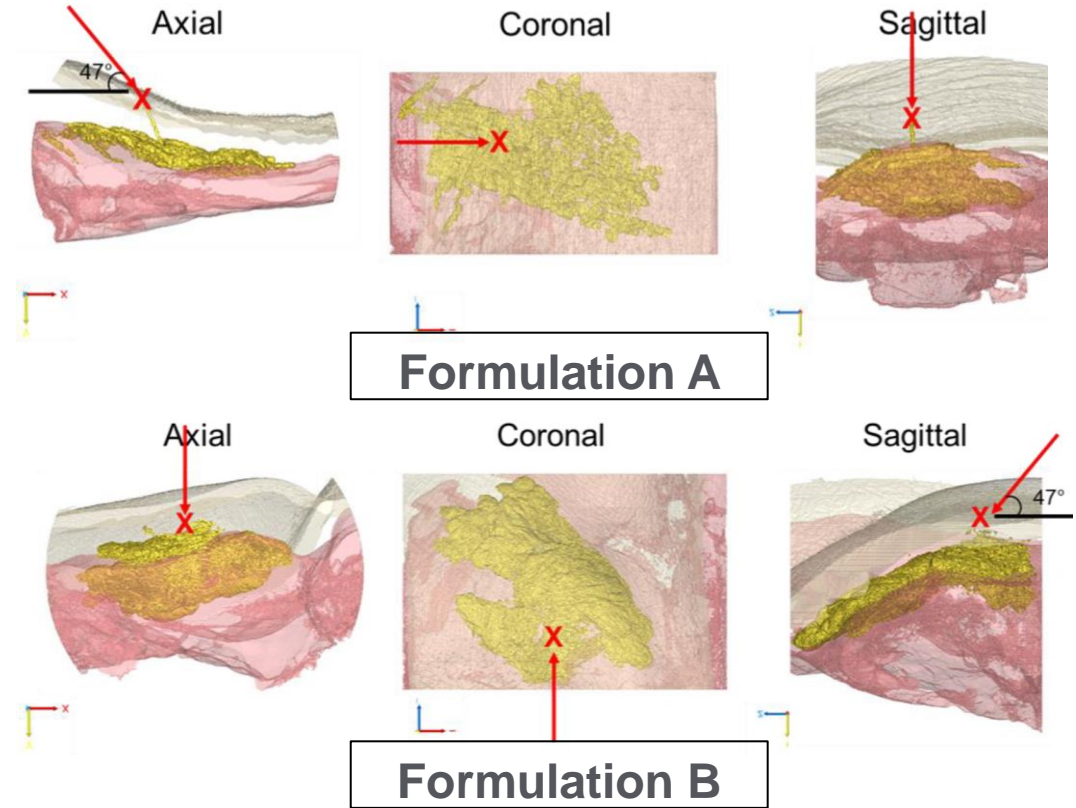 Axial Coronal Sagittal
47°
X X X
X Z
Formulation A
Axial Coronal Sagittal
X X X 47°
X Z
Formulation B